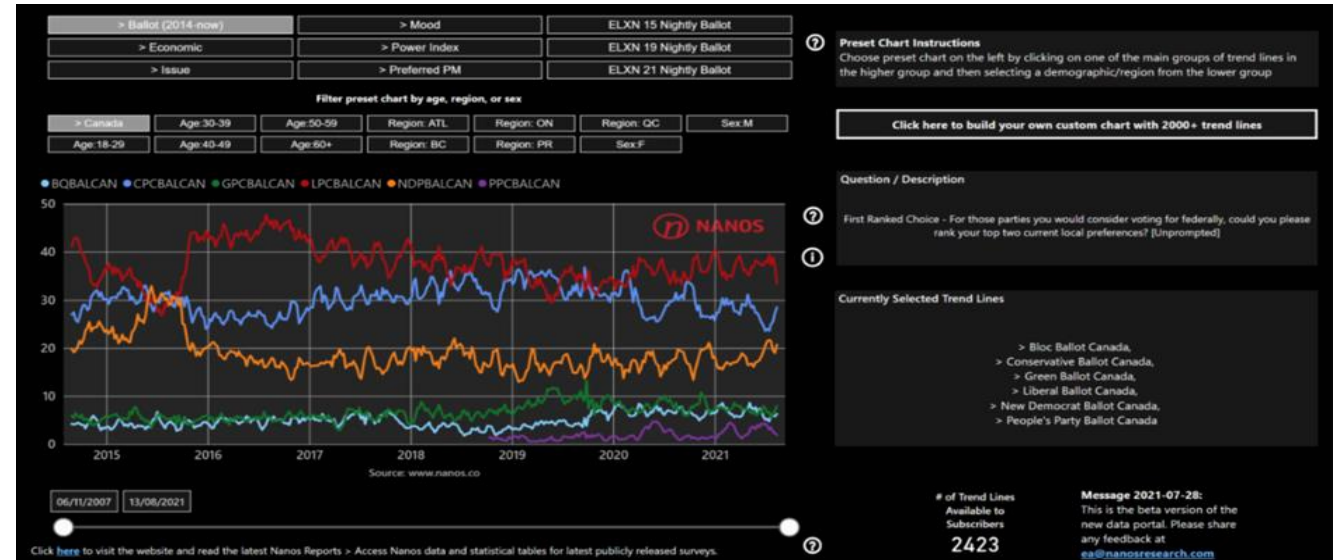 > Ballot (2014-now)
> Mood
ELXN 15 Nightly Ballot
> Economic
> Power Index
ELXN 19 Nightly Ballot
> Issue
> Preferred PM
ELXN 21 Nightly Ballot
Filter preset chart by age, region, or sex
> Canada
Age:30-39
Age:50-59
Region: ATL
Region: ON
Region: QC
Sex:M
Age:18-29
Age:40-49
Age:60+
Region: BC
Region: PR
Sex:F
BQBALCAN CPCBALCAN GPCBALCAN LPCBALCAN NDPBALCAN PPCBALCAN
NANOS
50
40
30
20
10
0
2015 2016 2017 2018 2019 2020 2021
Source: www.nanos.co
06/11/2007 13/08/2021
Click here to visit the website and read the latest Nanos Reports > Access Nanos data and statistical tables for latest publicly released surveys.
?
Preset Chart Instructions
Choose preset chart on the left by clicking on one of the main groups of trend lines in
the higher group and then selecting a demographic/region from the lower group
Click here to build your own custom chart with 2000+ trend lines
Question / Description
?
First Ranked Choice - For those parties you would consider voting for federally, could you please
rank your top two current local preferences? [Unprompted]
i
Currently Selected Trend Lines
> Bloc Ballot Canada,
> Conservative Ballot Canada,
> Green Ballot Canada,
> Liberal Ballot Canada,
> New Democrat Ballot Canada,
> People's Party Ballot Canada
# of Trend Lines
Available to
Subscribers
2423
Message 2021-07-28:
This is the beta version of the
new data portal. Please share
any feedback at
ea@nanosresearch.com
?